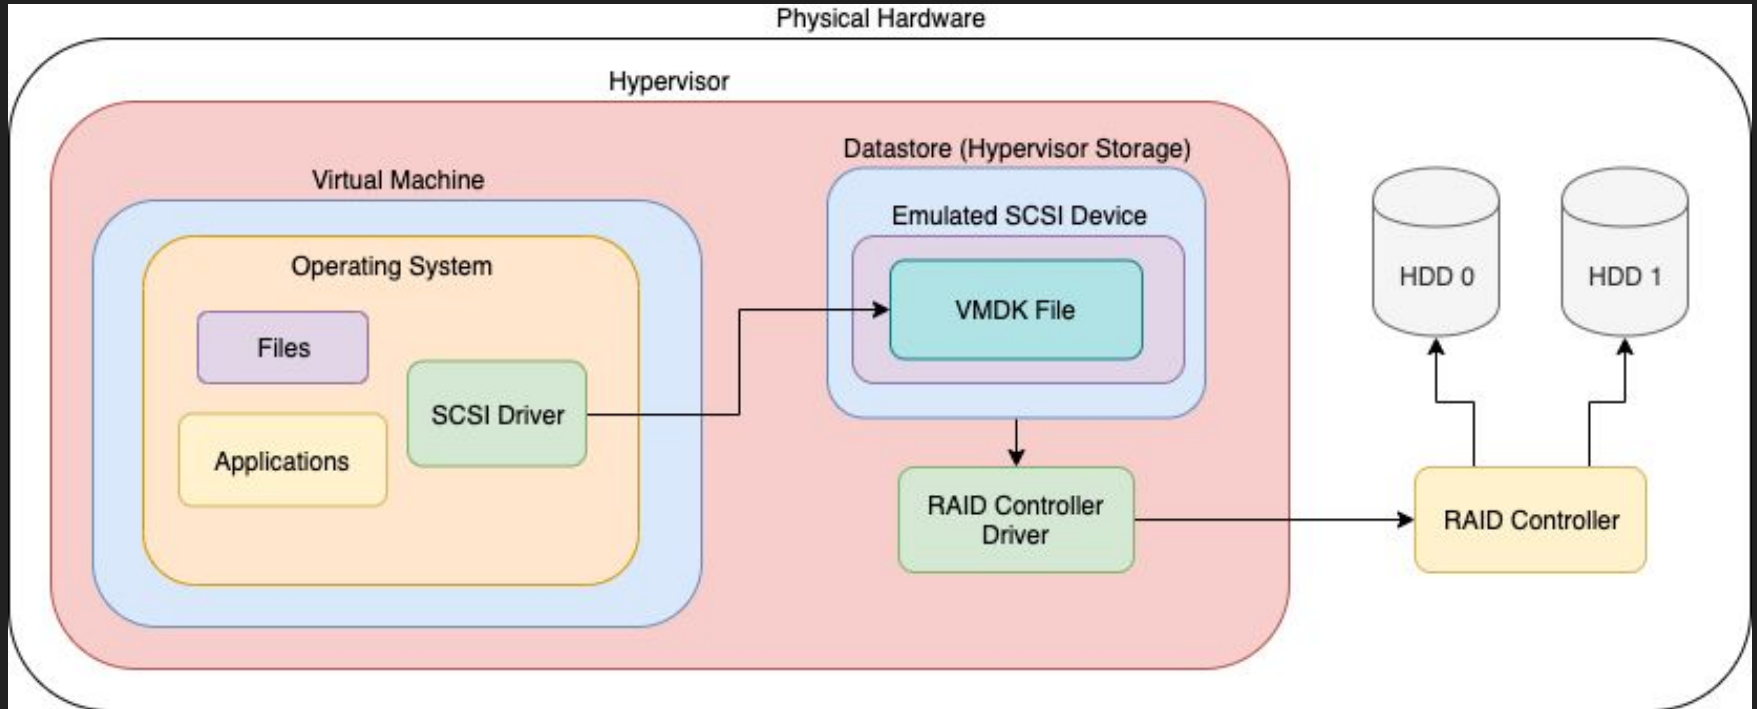 Physical Hardware
Hypervisor
Datastore (Hypervisor Storage)
Virtual Machine
Emulated SCSI Device
Operating System
HDD 0
HDD 1
VMDK File
Files
SCSI Driver
Applications
RAID Controller
Driver
RAID Controller